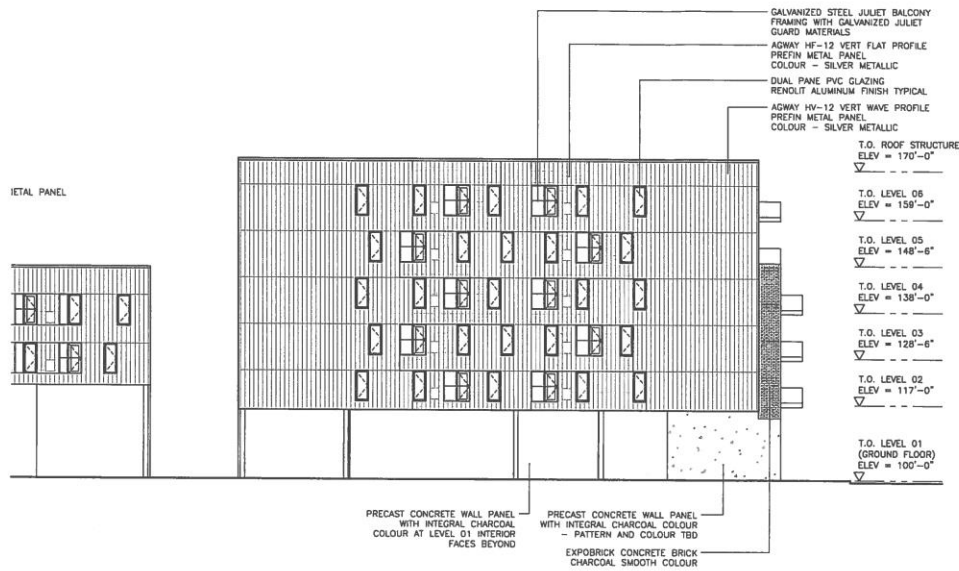 GALVANIZED STEEL JULIET BALCONY
FRAMING WITH GALVANIZED JULIET
GUARD MATERIALS
AGWAY HF-12 VERT FLAT PROFILE
PREFIN METAL PANEL
COLOUR - SILVER METALLIC
DUAL PANE PVC GLAZING
RENOLIT ALUMINUM FINISH TYPICAL
AGWAY HV-12 VERT WAVE PROFILE
PREFIN METAL PANEL
COLOUR - SILVER METALLIC
T.O. ROOF STRUCTURE
ELEV = 170'-0"
ETAL PANEL
T.O. LEVEL 06
ELEV = 159'-0"
T.O. LEVEL 05
ELEV = 148'-6"
T.O. LEVEL 04
ELEV = 138'-0"
T.O. LEVEL 03
ELEV = 128'-6"
T.O. LEVEL 02
ELEV = 117'-0"
T.O. LEVEL 01
(GROUND FLOOR)
ELEV = 100'-0"
PRECAST CONCRETE WALL PANEL
WITH INTEGRAL CHARCOAL
COLOUR AT LEVEL 01 INTERIOR
FACES BEYOND
PRECAST CONCRETE WALL PANEL
WITH INTEGRAL CHARCOAL COLOUR
- PATTERN AND COLOUR TBD
EXPOBRICK CONCRETE BRICK
CHARCOAL SMOOTH COLOUR